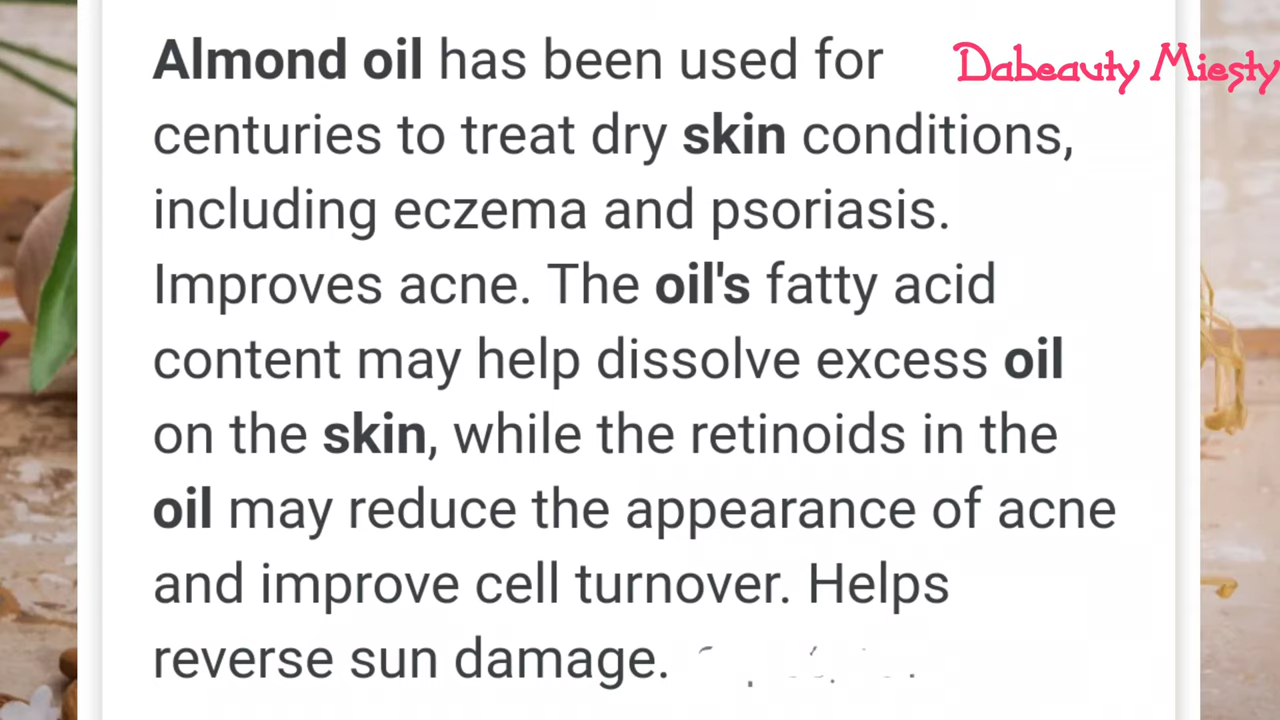 Almond oil has been used for
Dabeauty Miesty
centuries to treat dry skin conditions,
including eczema and psoriasis.
Improves acne. The oil's fatty acid
content may help dissolve excess oil
on the skin, while the retinoids in the
oil may reduce the appearance of acne
and improve cell turnover. Helps
reverse sun damage.